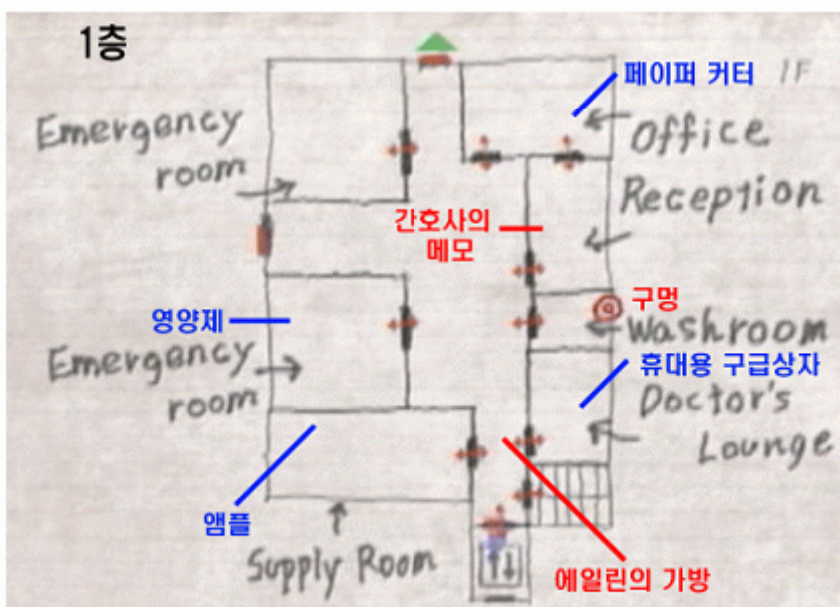 1층
페이퍼 커터
1F
Emergency
room
Office
Reception
간호사의
메모
구멍
Washroom
영양제
휴대용 구급상자
Emergency
room
Doctor's
Lounge
앰플
Supply Room
에일린의 가방